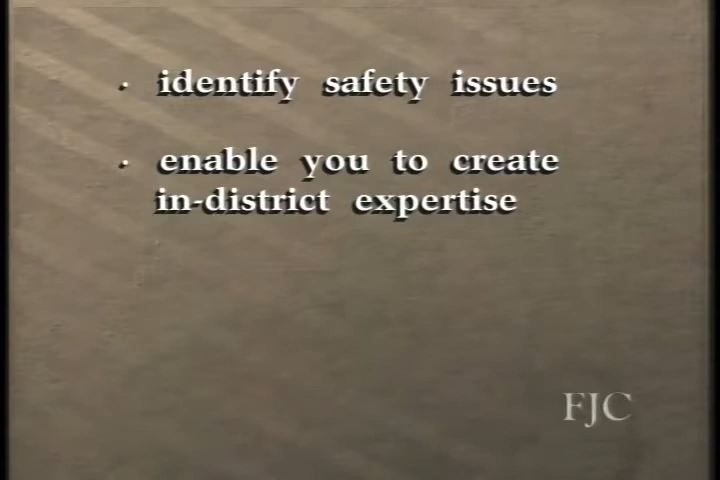 · identify safety issues
· enable you to create
in-district expertise
FJC